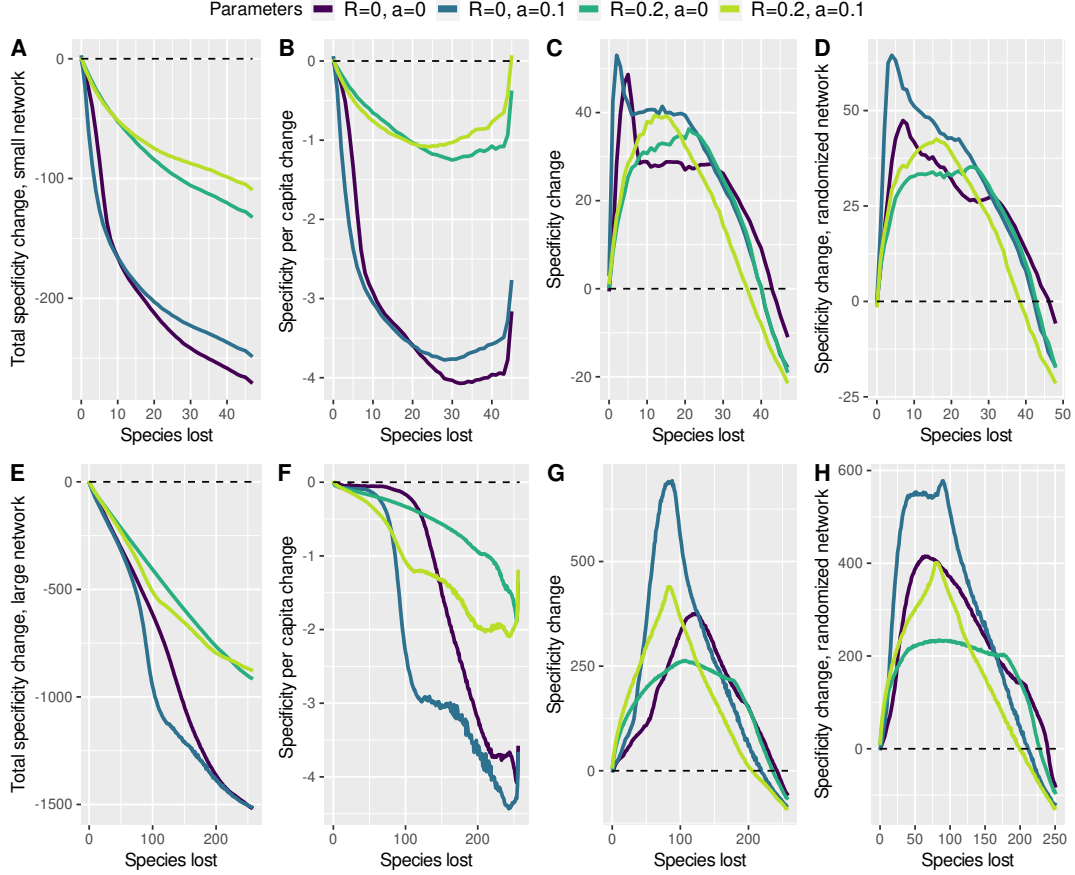 Parameters R=0, a=0 R=0, a=0.1 R=0.2, a=0 R=0.2, a=0.1
A B C D
Total specificity change, small network
0
-100
-200
0 10 20 30 40
Species lost
Specificity per capita change
0
-1
-2
-3
-4
0 10 20 30 40
Species lost
Specificity change
40
20
0
-20
0 10 20 30 40
Species lost
Specificity change, randomized network
50
25
0
-25
0 10 20 30 40 50
Species lost
E F G H
Total specificity change, large network
0
-500
-1000
-1500
0 100 200
Species lost
Specificity per capita change
0
-1
-2
-3
-4
0 100 200
Species lost
Specificity change
500
250
0
0 100 200
Species lost
Specificity change, randomized network
600
400
200
0
0 50 100 150 200 250
Species lost